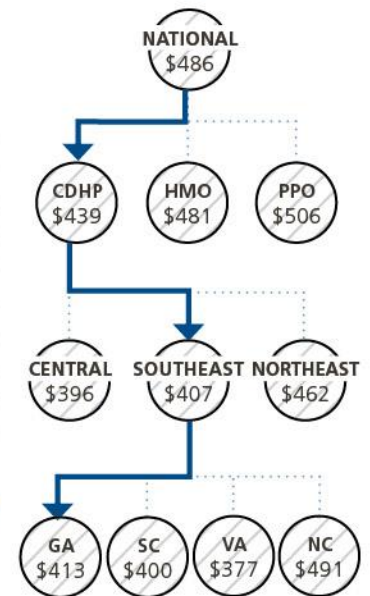 NATIONAL
$486
CDHP
$439
HMO
$481
PPO
$506
CENTRAL
$396
SOUTHEAST
$407
NORTHEAST
$462
GA
$413
SC
$400
VA
$377
NC
$491